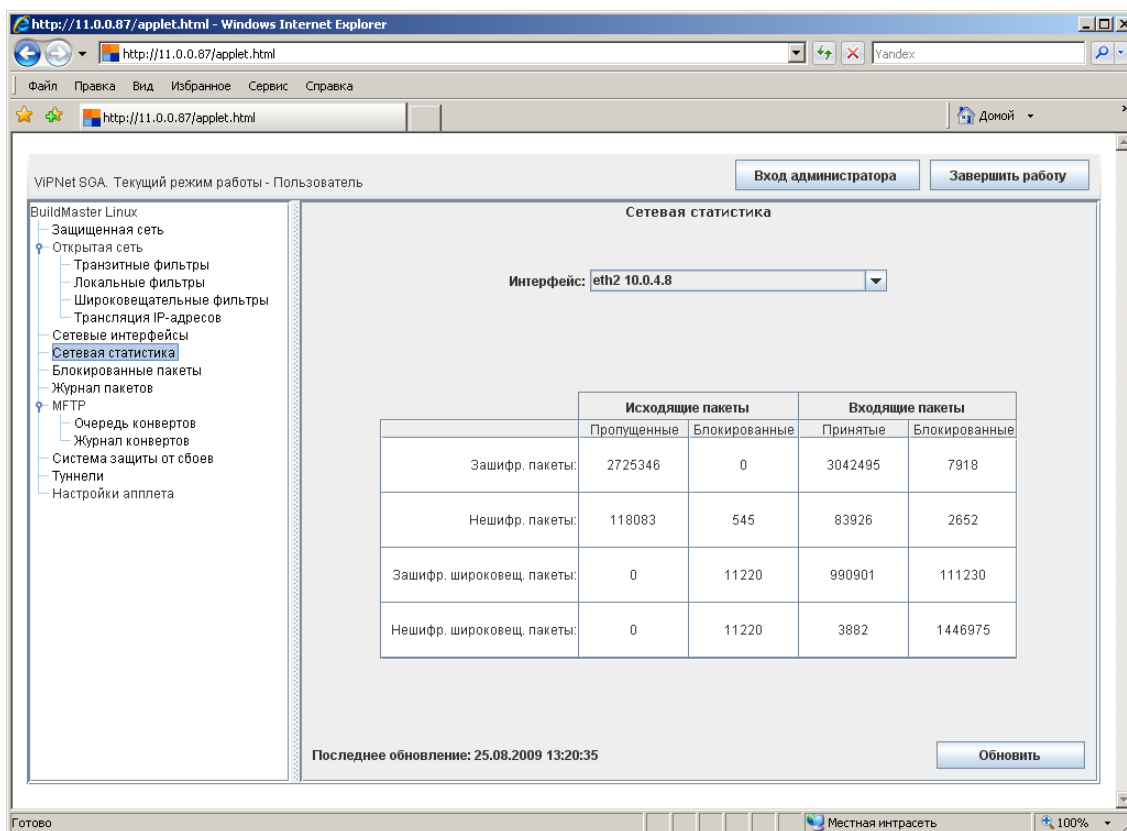 http://11.0.0.87/applet.html - Windows Internet Explorer
http://11.0.0.87/applet.html
Yandex
Файл Правка Вид Избранное Сервис Справка
http://11.0.0.87/applet.html
Домой
ViPNet SGA. Текущий режим работы - Пользователь
Вход администратора
Завершить работу
BuildMaster Linux
Защищенная сеть
Открытая сеть
Транзитные фильтры
Локальные фильтры
Широковещательные фильтры
Трансляция IP-адресов
Сетевые интерфейсы
Сетевая статистика
Блокированные пакеты
Журнал пакетов
MFTP
Очередь конвертов
Журнал конвертов
Система защиты от сбоев
Туннели
Настройки апплета
Сетевая статистика
Интерфейс: eth2 10.0.4.8
Исходящие пакеты Входящие пакеты
Пропущенные Блокированные Принятые Блокированные
Зашифр. пакеты: 2725346 0 3042495 7918
Нешифр. пакеты: 118083 545 83926 2652
Зашифр. широковещ. пакеты: 0 11220 990901 111230
Нешифр. широковещ. пакеты: 0 11220 3882 1446975
Последнее обновление: 25.08.2009 13:20:35
Обновить
Готово
Местная интрасеть
100%